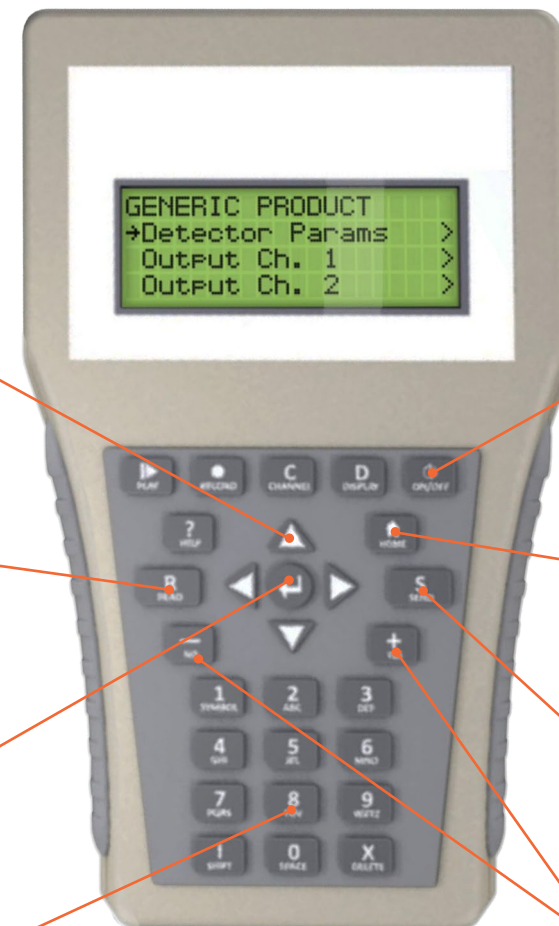 GENERIC PRODUCT
→Detector Params >
Output Ch. 1 >
Output Ch. 2 >
PLAY
RECORD
C
CHANNEL
D
DISPLAY
ON/OFF
?
HELP
HOME
R
READ
S
SEND
−
NO
+
1
SYMBOL
2
ABC
3
DEF
4
GHI
5
JKL
6
MNO
7
PQRS
8
TUV
9
WXYZ
SHIFT
0
SPACE
X
DELETE